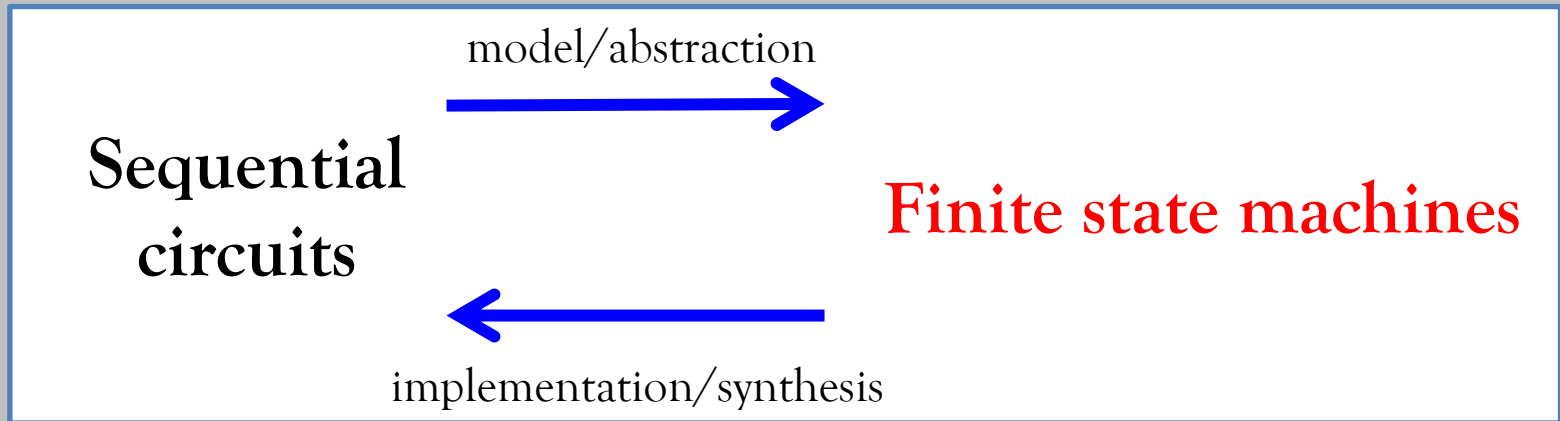 model/abstraction
Sequential
circuits
Finite state machines
implementation/synthesis